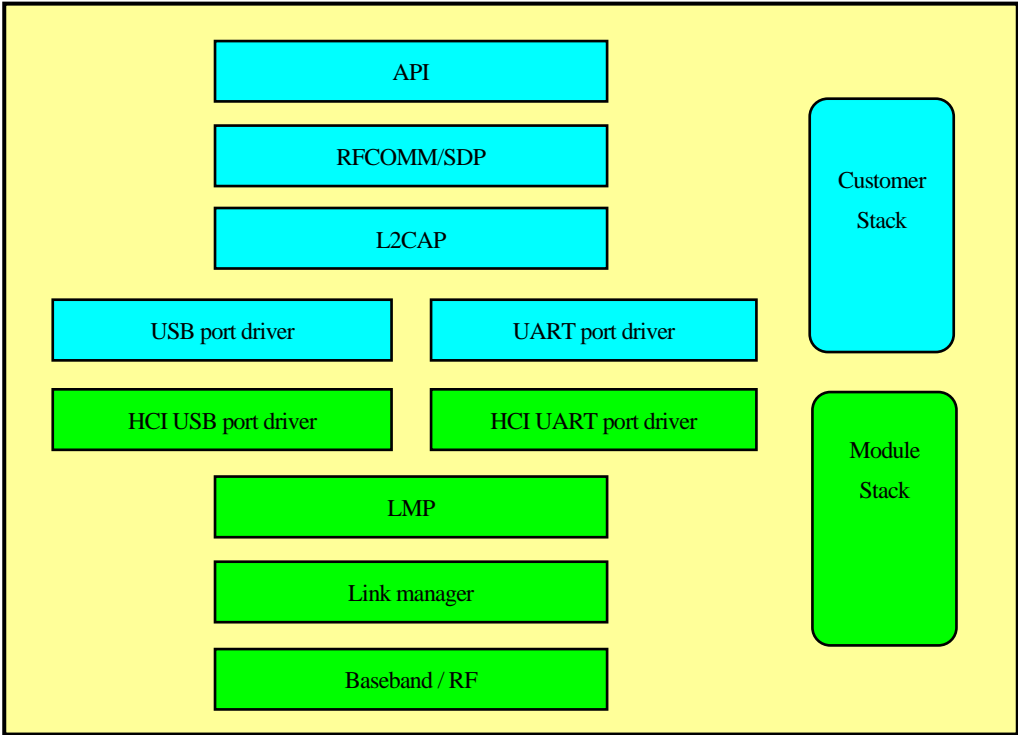 API
RFCOMM/SDP
Customer
Stack
L2CAP
USB port driver
UART port driver
HCI USB port driver
HCI UART port driver
Module
Stack
LMP
Link manager
Baseband / RF